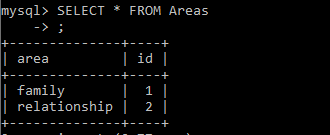 mysql> SELECT * FROM Areas
    -> ;
+--------------+----+
| area         | id |
+--------------+----+
| family       |  1 |
| relationship |  2 |
+--------------+----+